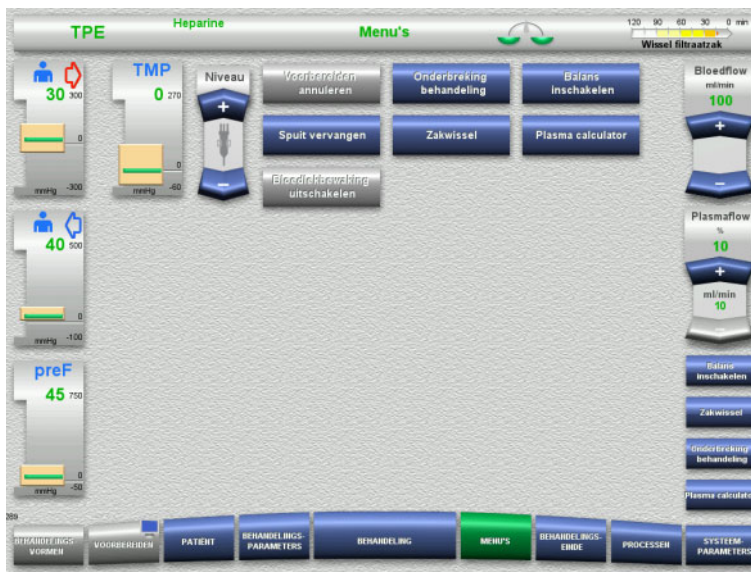 TPE
Heparine
Menu's
120 90 60 30 0 min
Wissel filtraatzak
30 300
0
-300
mmHg
TMP
0 270
0
-60
mmHg
Niveau
+
−
Voorbereiden
annuleren
Onderbreking
behandeling
Balans
inschakelen
Spuit vervangen
Zakwissel
Plasma calculator
Bloedlekbewaking
uitschakelen
Bloedflow
ml/min
100
+
−
40 500
0
-100
mmHg
Plasmaflow
%
10
+
ml/min
10
−
preF
45 750
0
-50
mmHg
Balans
inschakelen
Zakwissel
Onderbreking
behandeling
Plasma calculator
289
BEHANDELINGS-
VORMEN
VOORBEREIDEN
PATIËNT
BEHANDELINGS-
PARAMETERS
BEHANDELING
MENU'S
BEHANDELINGS-
EINDE
PROCESSEN
SYSTEEM-
PARAMETERS